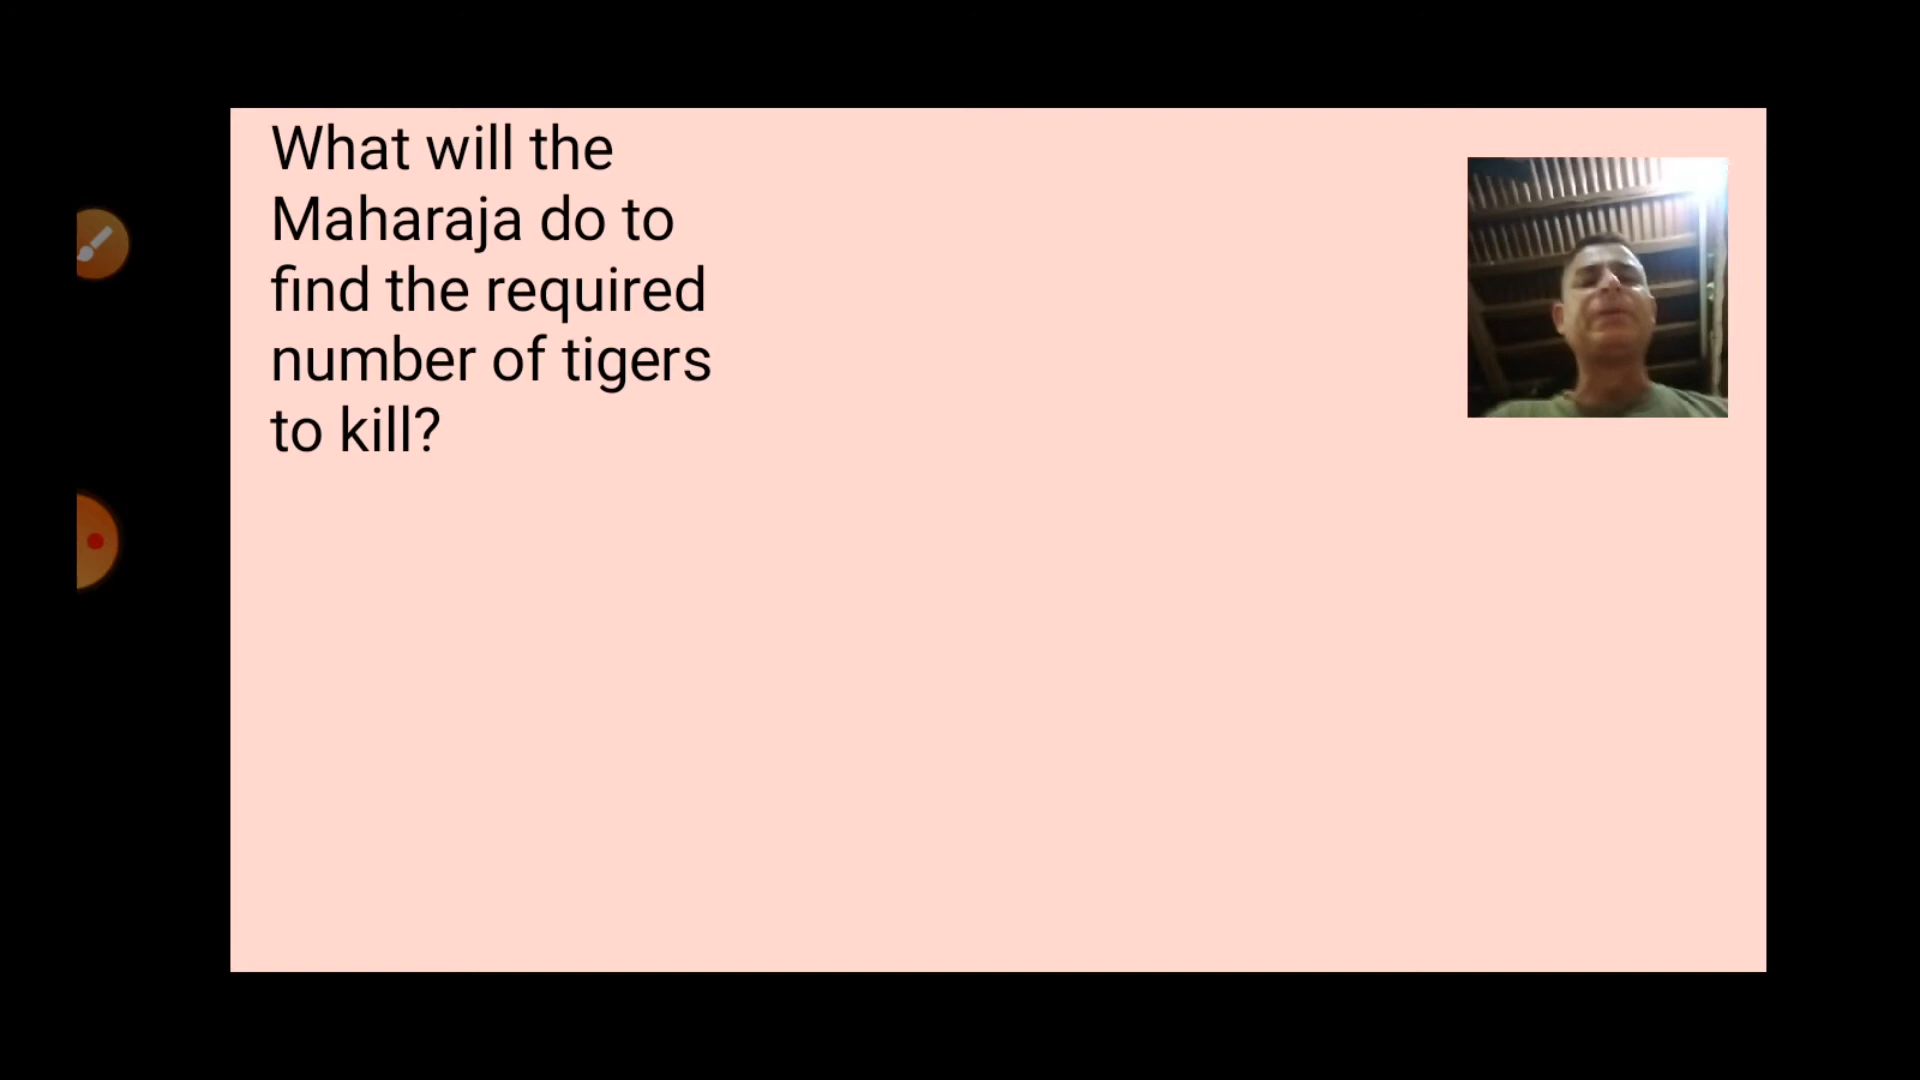 What will the
Maharaja do to
find the required
number of tigers
to kill?